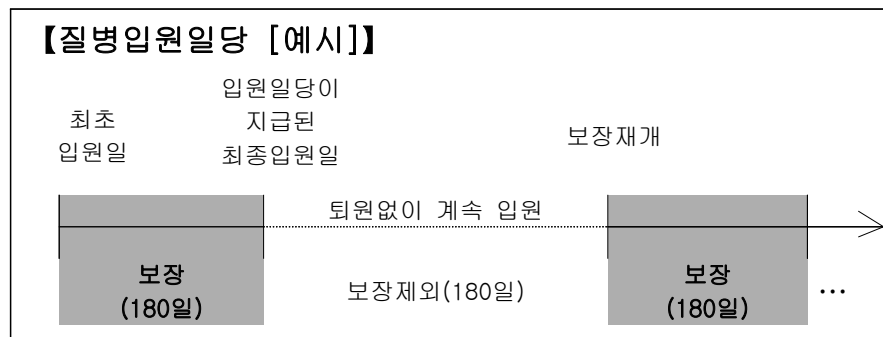 【질병입원일당 [예시]】
최초
입원일
입원일당이
지급된
최종입원일
보장재개
퇴원없이 계속 입원
보장
(180일)
보장제외(180일)
보장
(180일)
…